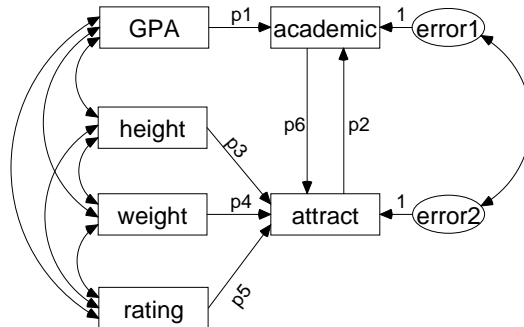 GPA p1 academic 1 error1
p6 p2
height p3
weight p4 attract 1 error2
rating p5